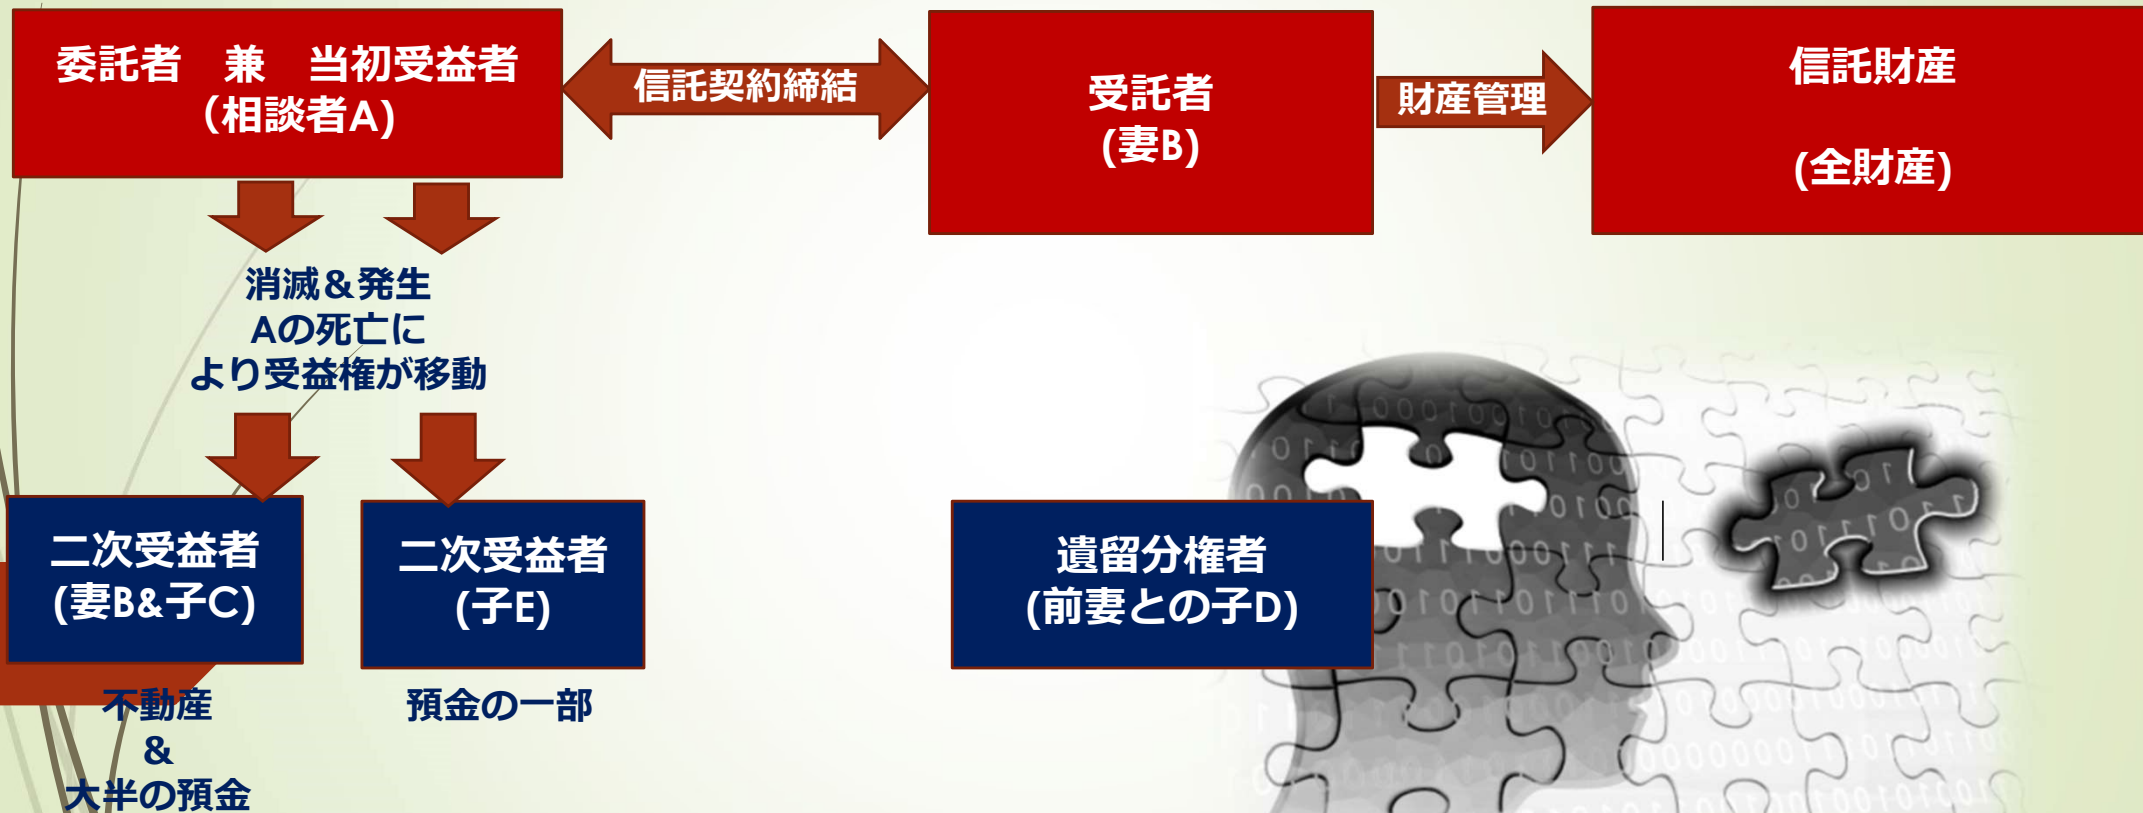 委託者　兼　当初受益者
（相談者A)
信託契約締結
受託者
(妻B)
財産管理
信託財産
(全財産)
消滅＆発生
Aの死亡に
より受益権が移動
二次受益者
(妻B&子C)
二次受益者
(子E)
遺留分権者
(前妻との子D)
不動産
&
大半の預金
預金の一部